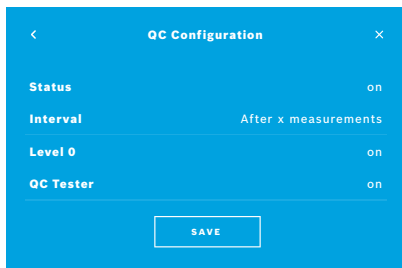 QC Configuration
Status on
Interval After x measurements
Level 0 on
QC Tester on
SAVE